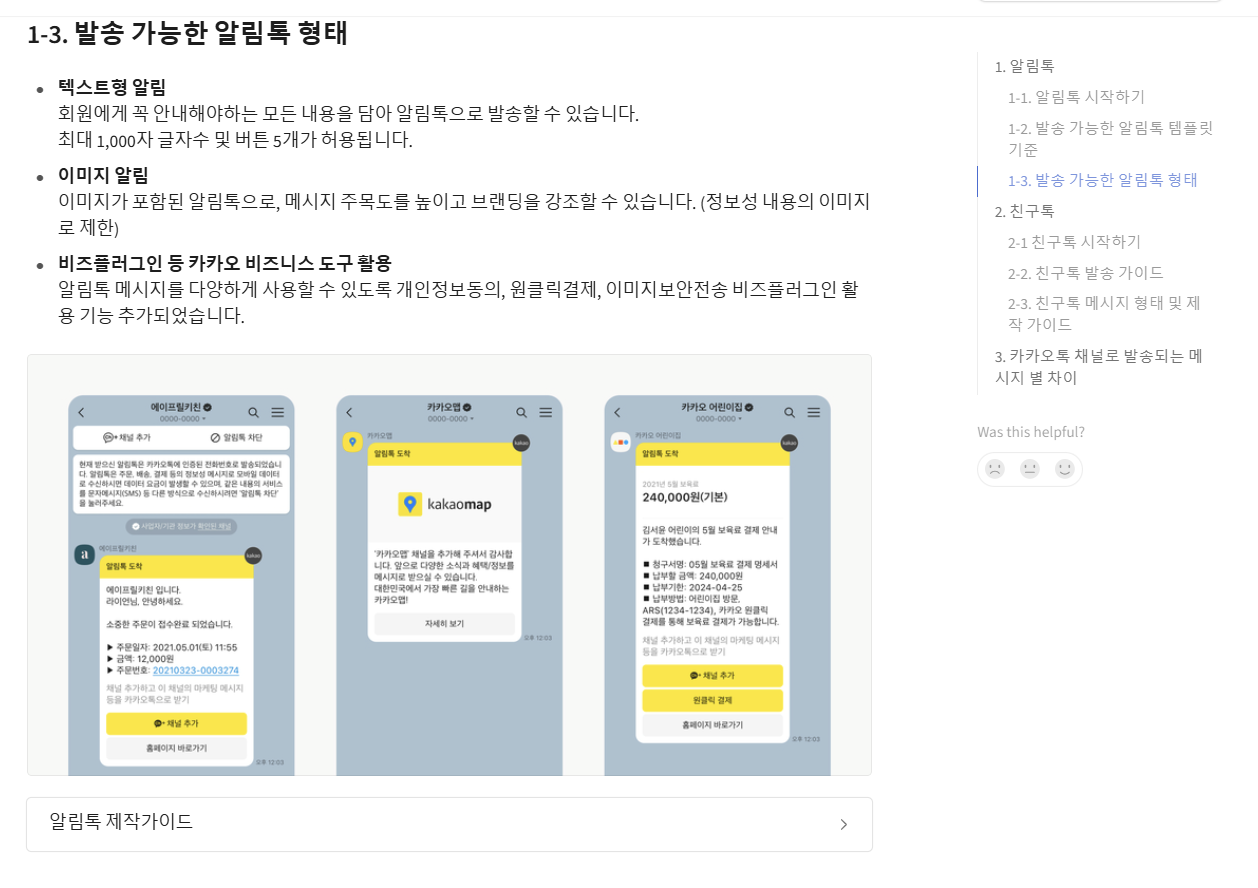 1-3. 발송 가능한 알림톡 형태
텍스트형 알림
회원에게 꼭 안내해야하는 모든 내용을 담아 알림톡으로 발송할 수 있습니다.
최대 1,000자 글자수 및 버튼 5개가 허용됩니다.
이미지 알림
이미지가 포함된 알림톡으로, 메시지 주목도를 높이고 브랜딩을 강조할 수 있습니다. (정보성 내용의 이미지
로 제한)
비즈플러그인 등 카카오 비즈니스 도구 활용
알림톡 메시지를 다양하게 사용할 수 있도록 개인정보동의, 원클릭결제, 이미지보안전송 비즈플러그인 활
용 기능 추가되었습니다.
에이프릴키친
0000-0000
채널 추가
알림톡 차단
현재 받으신 알림톡은 카카오톡에 인증된 전화번호로 발송되었습니
다. 알림톡은 주문, 배송, 결제 등의 정보성 메시지로 모바일 데이터
로 수신하시면 데이터 요금이 발생할 수 있으며, 같은 내용의 서비스
를 문자메시지(SMS) 등 다른 방식으로 수신하시려면 '알림톡 차단'
을 눌러주세요.
사업자/기관 정보가 확인된 채널
a
에이프릴키친
kakao
알림톡 도착
에이프릴키친 입니다.
라이언님, 안녕하세요.
소중한 주문이 접수완료 되었습니다.
▶ 주문일자: 2021.05.01(토) 11:55
▶ 금액: 12,000원
▶ 주문번호: 20210323-0003274
채널 추가하고 이 채널의 마케팅 메시지
등을 카카오톡으로 받기
채널 추가
홈페이지 바로가기
오후 12:03
카카오맵
0000-0000
카카오맵
kakao
알림톡 도착
kakaomap
'카카오맵' 채널을 추가해 주셔서 감사합
니다. 앞으로 다양한 소식과 혜택/정보를
메시지로 받으실 수 있습니다.
대한민국에서 가장 빠른 길을 안내하는
카카오맵!
자세히 보기
오후 12:03
카카오 어린이집
0000-0000
카카오 어린이집
kakao
알림톡 도착
2021년 5월 보육료
240,000원(기본)
김서윤 어린이의 5월 보육료 결제 안내
가 도착했습니다.
■ 청구서명: 05월 보육료 결제 명세서
■ 납부할 금액: 240,000원
■ 납부기한: 2024-04-25
■ 납부방법: 어린이집 방문,
ARS(1234-1234), 카카오 원클릭
결제를 통해 보육료 결제가 가능합니다.
채널 추가하고 이 채널의 마케팅 메시지
등을 카카오톡으로 받기
채널 추가
원클릭 결제
홈페이지 바로가기
오후 12:03
알림톡 제작가이드
1. 알림톡
1-1. 알림톡 시작하기
1-2. 발송 가능한 알림톡 템플릿
기준
1-3. 발송 가능한 알림톡 형태
2. 친구톡
2-1 친구톡 시작하기
2-2. 친구톡 발송 가이드
2-3. 친구톡 메시지 형태 및 제
작 가이드
3. 카카오톡 채널로 발송되는 메
시지 별 차이
Was this helpful?